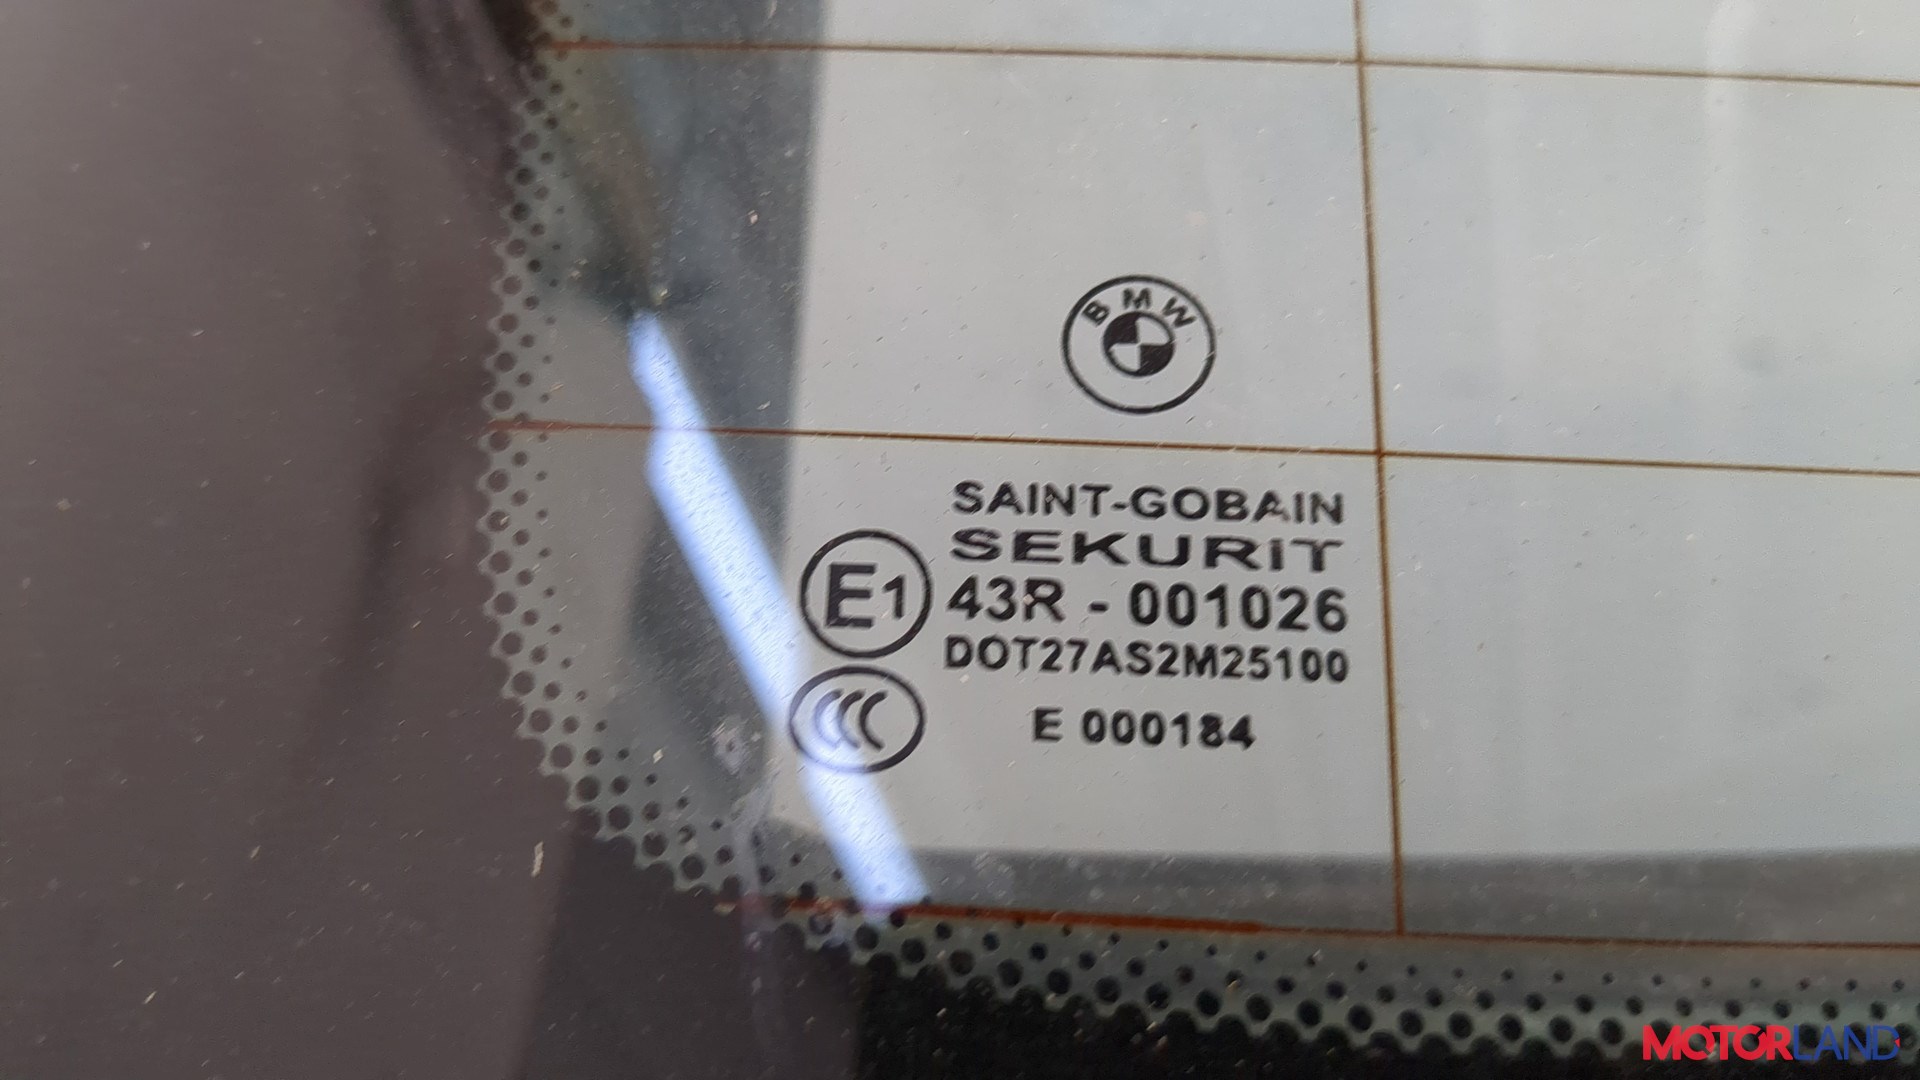 BMW
SAINT-GOBAIN
SEKURIT
E1 43R - 001026
DOT27AS2M25100
CCC
E 000184
MOTORLAND